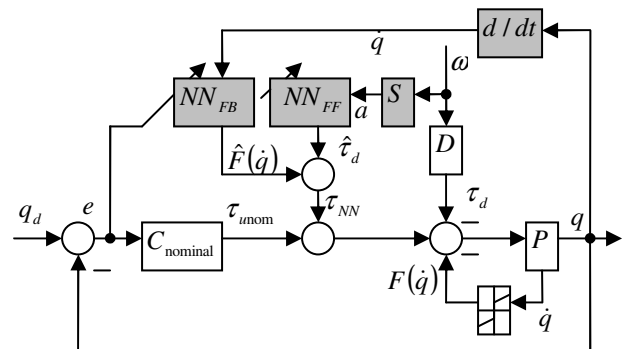 q̇
d / dt
ω
NN_FB
NN_FF
a
S
F̂(q̇)
τ̂_d
D
q_d
e
τ_unom
τ_NN
τ_d
C_nominal
P
q
F(q̇)
q̇